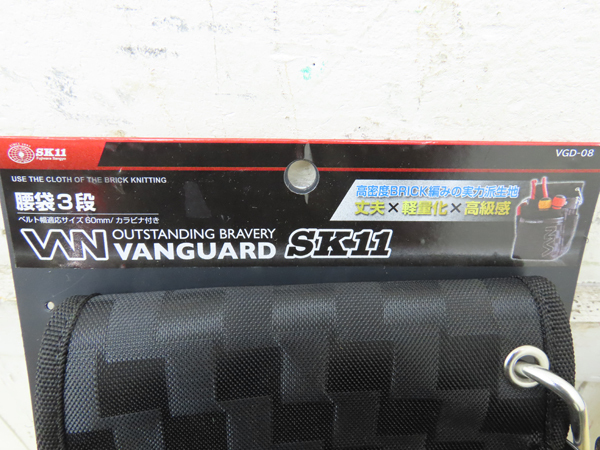 SK11
Fujiwara Sangyo
VGD-08
USE THE CLOTH OF THE BRICK KNITTING
腰袋3段
ベルト幅適応サイズ 60mm/カラビナ付き
高密度BRICK編みの実力派生地
丈夫×軽量化×高級感
OUTSTANDING BRAVERY
VANGUARD SK11